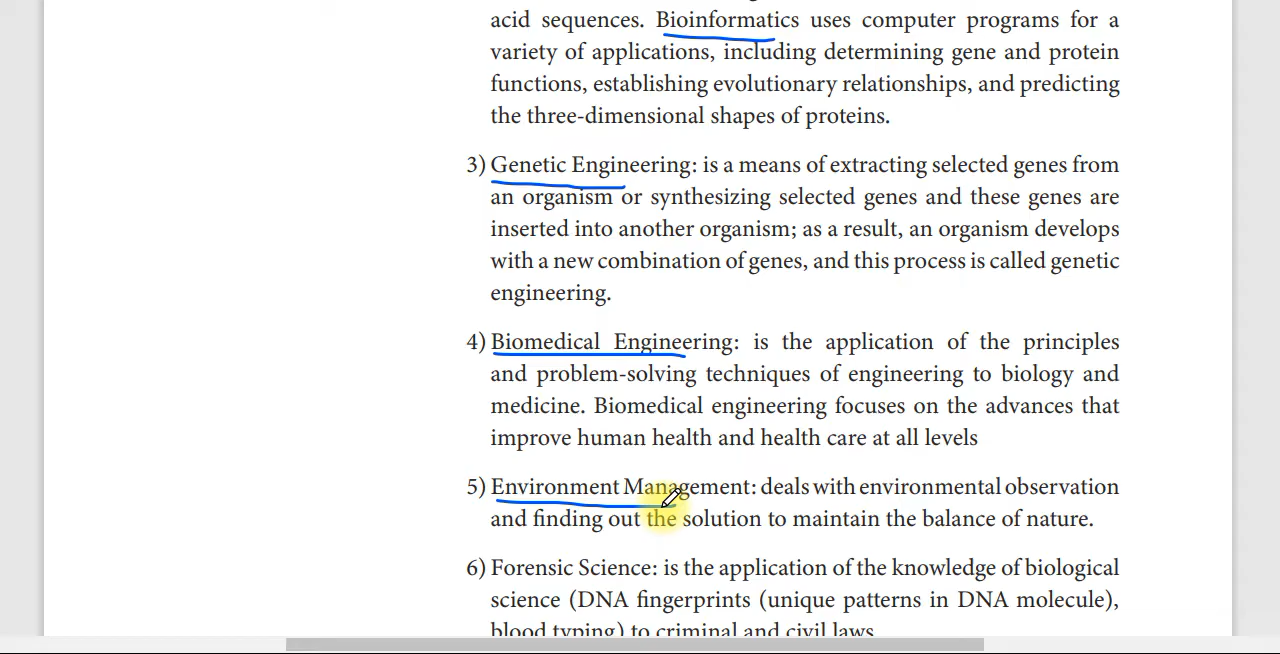 acid sequences. Bioinformatics uses computer programs for a
variety of applications, including determining gene and protein
functions, establishing evolutionary relationships, and predicting
the three-dimensional shapes of proteins.
3) Genetic Engineering: is a means of extracting selected genes from
an organism or synthesizing selected genes and these genes are
inserted into another organism; as a result, an organism develops
with a new combination of genes, and this process is called genetic
engineering.
4) Biomedical Engineering: is the application of the principles
and problem-solving techniques of engineering to biology and
medicine. Biomedical engineering focuses on the advances that
improve human health and health care at all levels
5) Environment Management: deals with environmental observation
and finding out the solution to maintain the balance of nature.
6) Forensic Science: is the application of the knowledge of biological
science (DNA fingerprints (unique patterns in DNA molecule),
blood typing) to criminal and civil laws